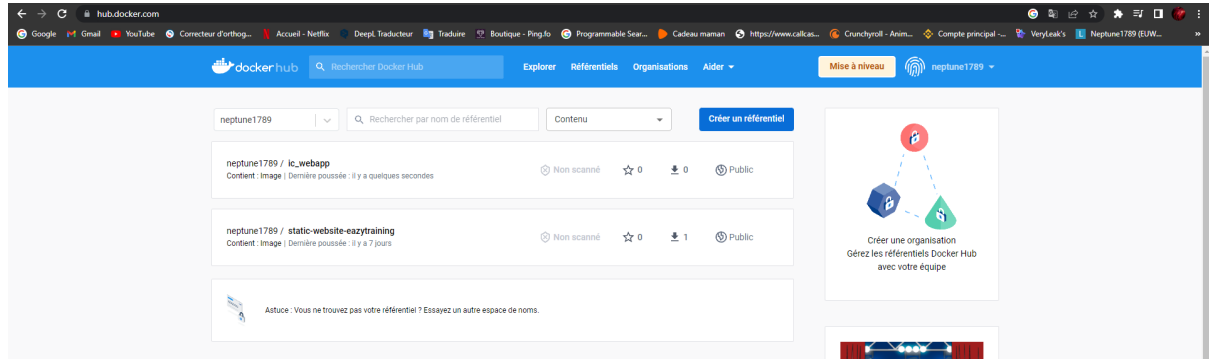 hub.docker.com
Google Gmail YouTube Correcteur d'orthog... Accueil - Netflix DeepL Traducteur Traduire Boutique - Ping.fo Programmable Sear... Cadeau maman https://www.callcas... Crunchyroll - Anim... Compte principal -... VeryLeak's Neptune1789 (EUW... »
docker hub Rechercher Docker Hub Explorer Référentiels Organisations Aider Mise à niveau neptune1789
neptune1789 Rechercher par nom de référentiel Contenu Créer un référentiel
neptune1789 / ic_webapp
Contient : Image | Dernière poussée : il y a quelques secondes
Non scanné 0 0 Public
neptune1789 / static-website-eazytraining
Contient : Image | Dernière poussée : il y a 7 jours
Non scanné 0 1 Public
Astuce : Vous ne trouvez pas votre référentiel ? Essayez un autre espace de noms.
Créer une organisation
Gérez les référentiels Docker Hub
avec votre équipe